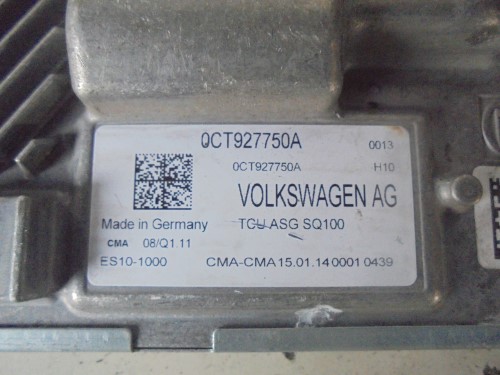 0CT927750A 0013
0CT927750A H10
VOLKSWAGEN AG
Made in Germany TCU-ASG SQ100
CMA 08/Q1.11
ES10-1000 CMA-CMA 15.01.14 0001 0439